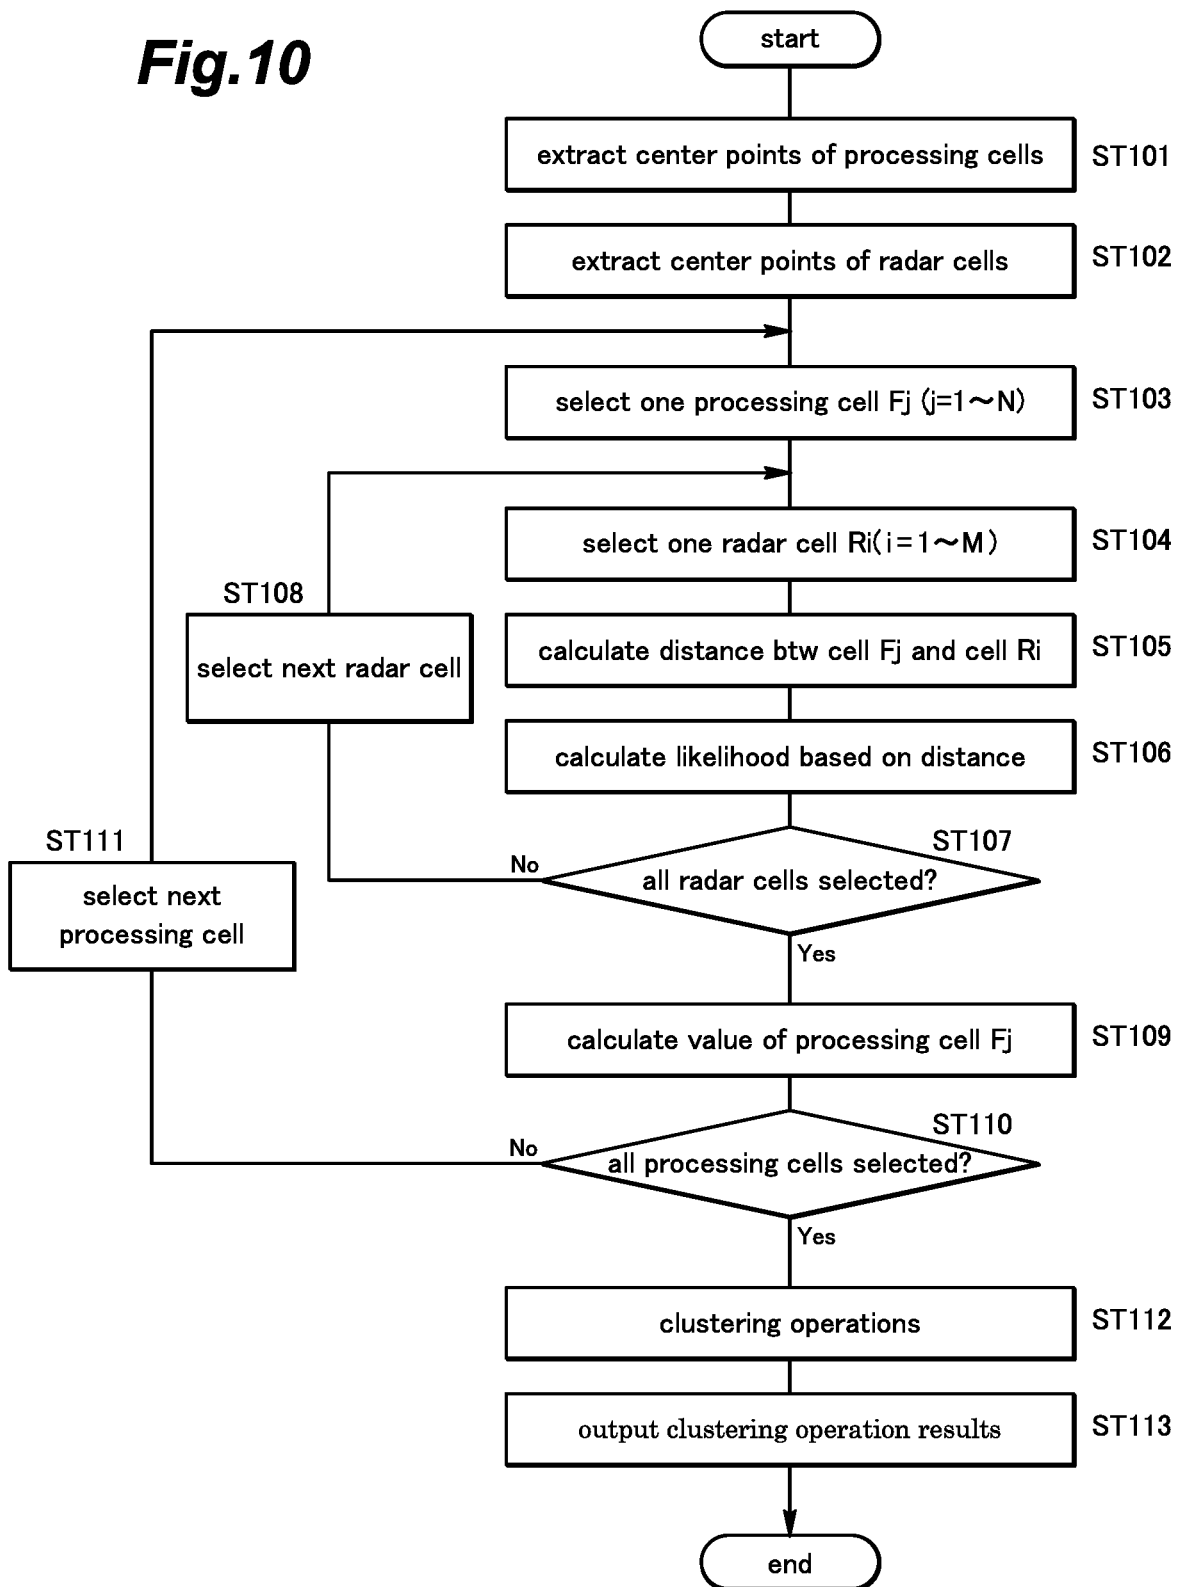 Fig.10
start
extract center points of processing cells
ST101
extract center points of radar cells
ST102
select one processing cell Fj (j=1～N)
ST103
select one radar cell Ri(i=1～M)
ST104
ST108
select next radar cell
calculate distance btw cell Fj and cell Ri
ST105
calculate likelihood based on distance
ST106
ST111
select next
processing cell
ST107
No
all radar cells selected?
Yes
calculate value of processing cell Fj
ST109
ST110
No
all processing cells selected?
Yes
clustering operations
ST112
output clustering operation results
ST113
end